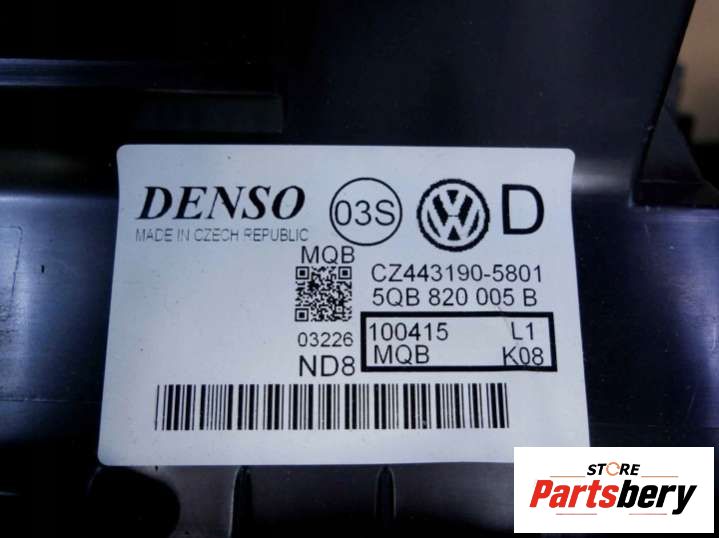 DENSO 03S VW D
MADE IN CZECH REPUBLIC
MQB
CZ443190-5801
5QB 820 005 B
03226
100415 L1
MQB K08
ND8
STORE
Partsbery